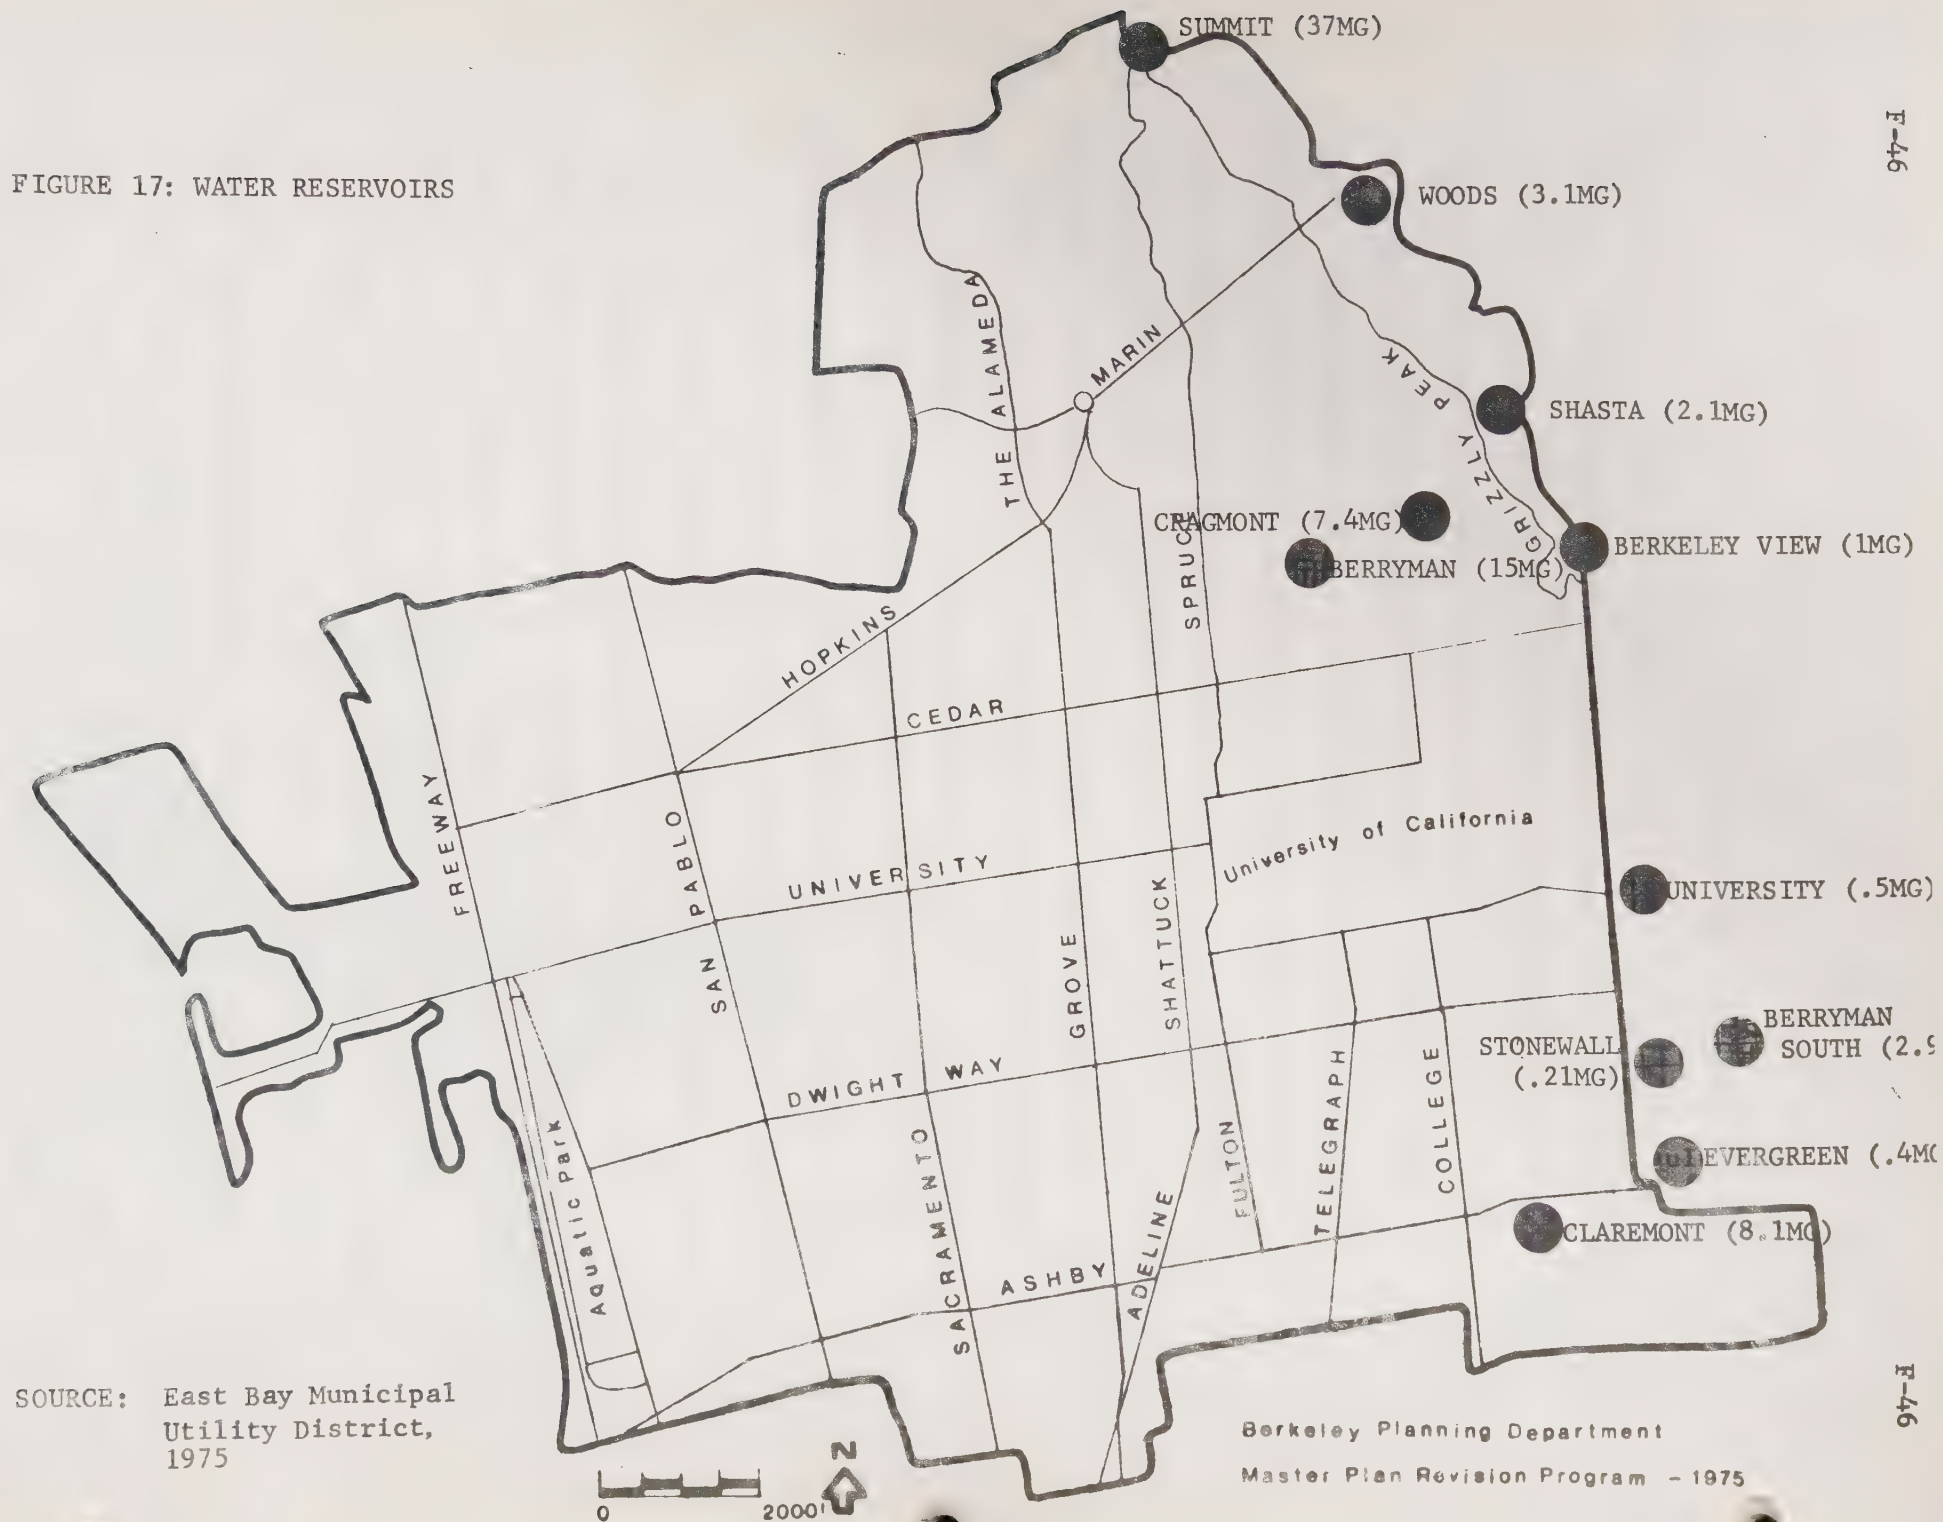 SUMMIT (37MG)
F-46
FIGURE 17: WATER RESERVOIRS
WOODS (3.1MG)
THE ALAMEDA
MARIN
GRIZZLY PEAK
SHASTA (2.1MG)
CRAGMONT (7.4MG)
SPRUCE
BERRYMAN (15MG)
BERKELEY VIEW (1MG)
HOPKINS
CEDAR
FREEWAY
SAN PABLO
UNIVERSITY
University of California
GROVE
SHATTUCK
UNIVERSITY (.5MG)
BERRYMAN
SOUTH (2.9
STONEWALL
(.21MG)
DWIGHT WAY
Aquatic Park
SACRAMENTO
ADELINE
FULTON
TELEGRAPH
COLLEGE
EVERGREEN (.4MG
CLAREMONT (8.1MG)
ASHBY
SOURCE: East Bay Municipal
Utility District,
1975
N
0 2000'
Berkeley Planning Department
Master Plan Revision Program - 1975
F-46